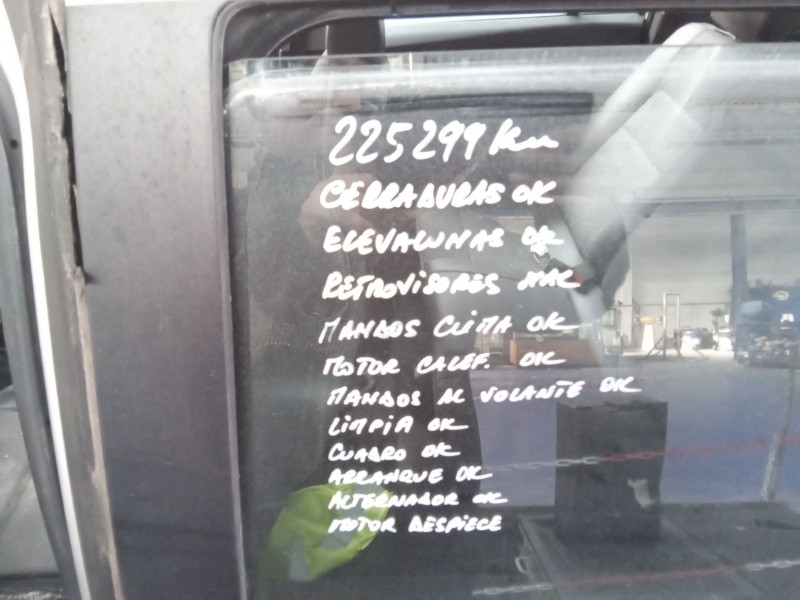 225299 Km
CERRADURAS OK
ELEVALUNAS OK
RETROVISORES MAL
MANDOS CLIMA OK
MOTOR CALEF. OK
MANDOS AL VOLANTE OK
LIMPIA OK
CUADRO OK
ARRANQUE OK
ALTERNADOR OK
MOTOR DESPIECE